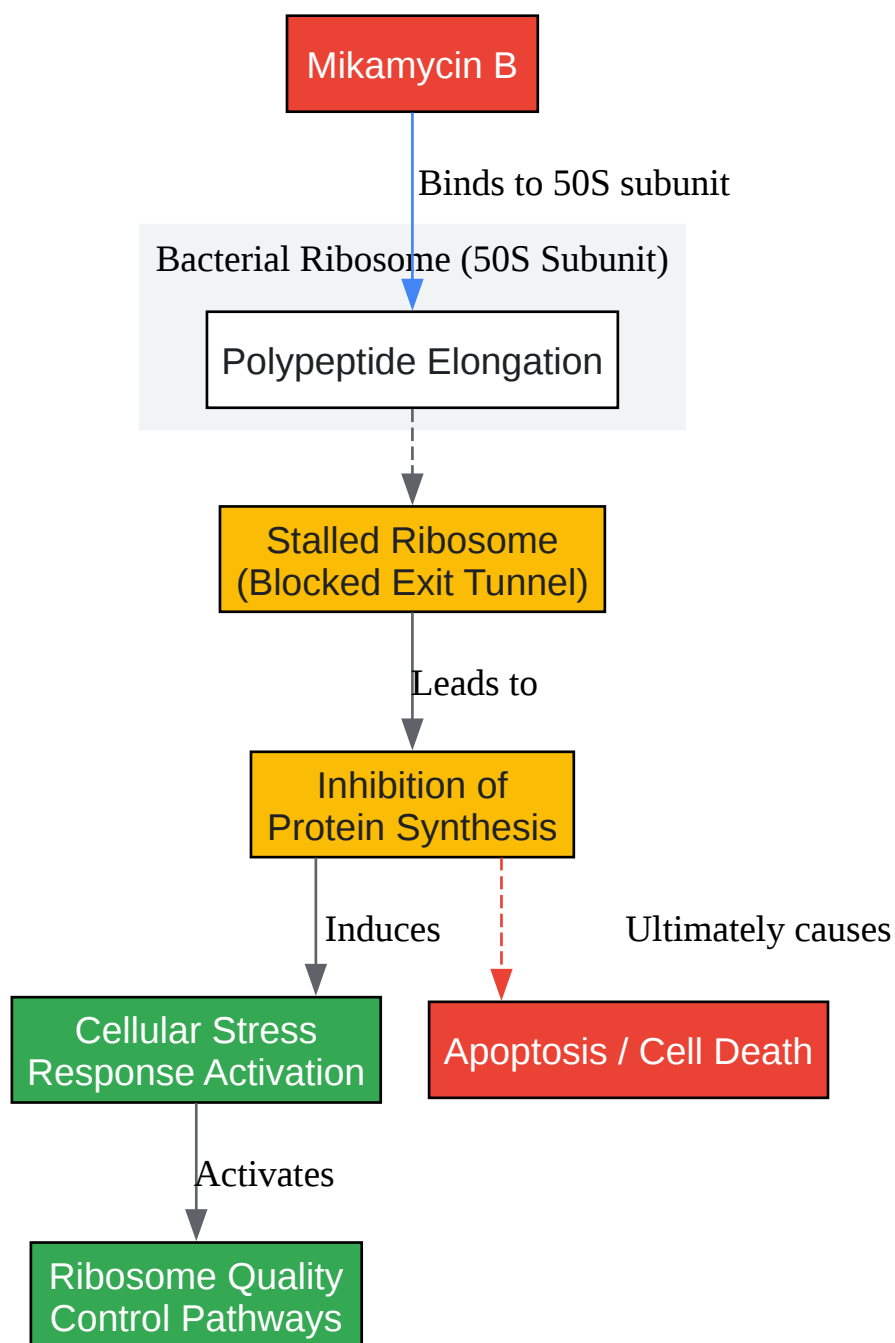 Mikamycin B
Binds to 50S subunit
Bacterial Ribosome (50S Subunit)
Polypeptide Elongation
Stalled Ribosome
(Blocked Exit Tunnel)
Leads to
Inhibition of
Protein Synthesis
Induces
Ultimately causes
Cellular Stress
Response Activation
Apoptosis / Cell Death
Activates
Ribosome Quality
Control Pathways